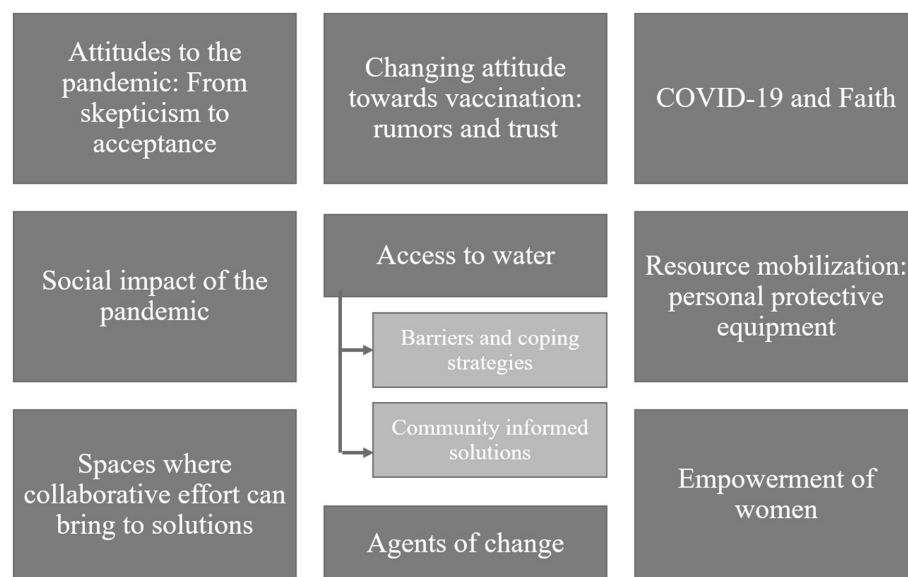 Attitudes to the
pandemic: From
skepticism to
acceptance
Changing attitude
towards vaccination:
rumors and trust
COVID-19 and Faith
Social impact of the
pandemic
Access to water
Barriers and coping
strategies
Community informed
solutions
Resource mobilization:
personal protective
equipment
Spaces where
collaborative effort can
bring to solutions
Agents of change
Empowerment of
women